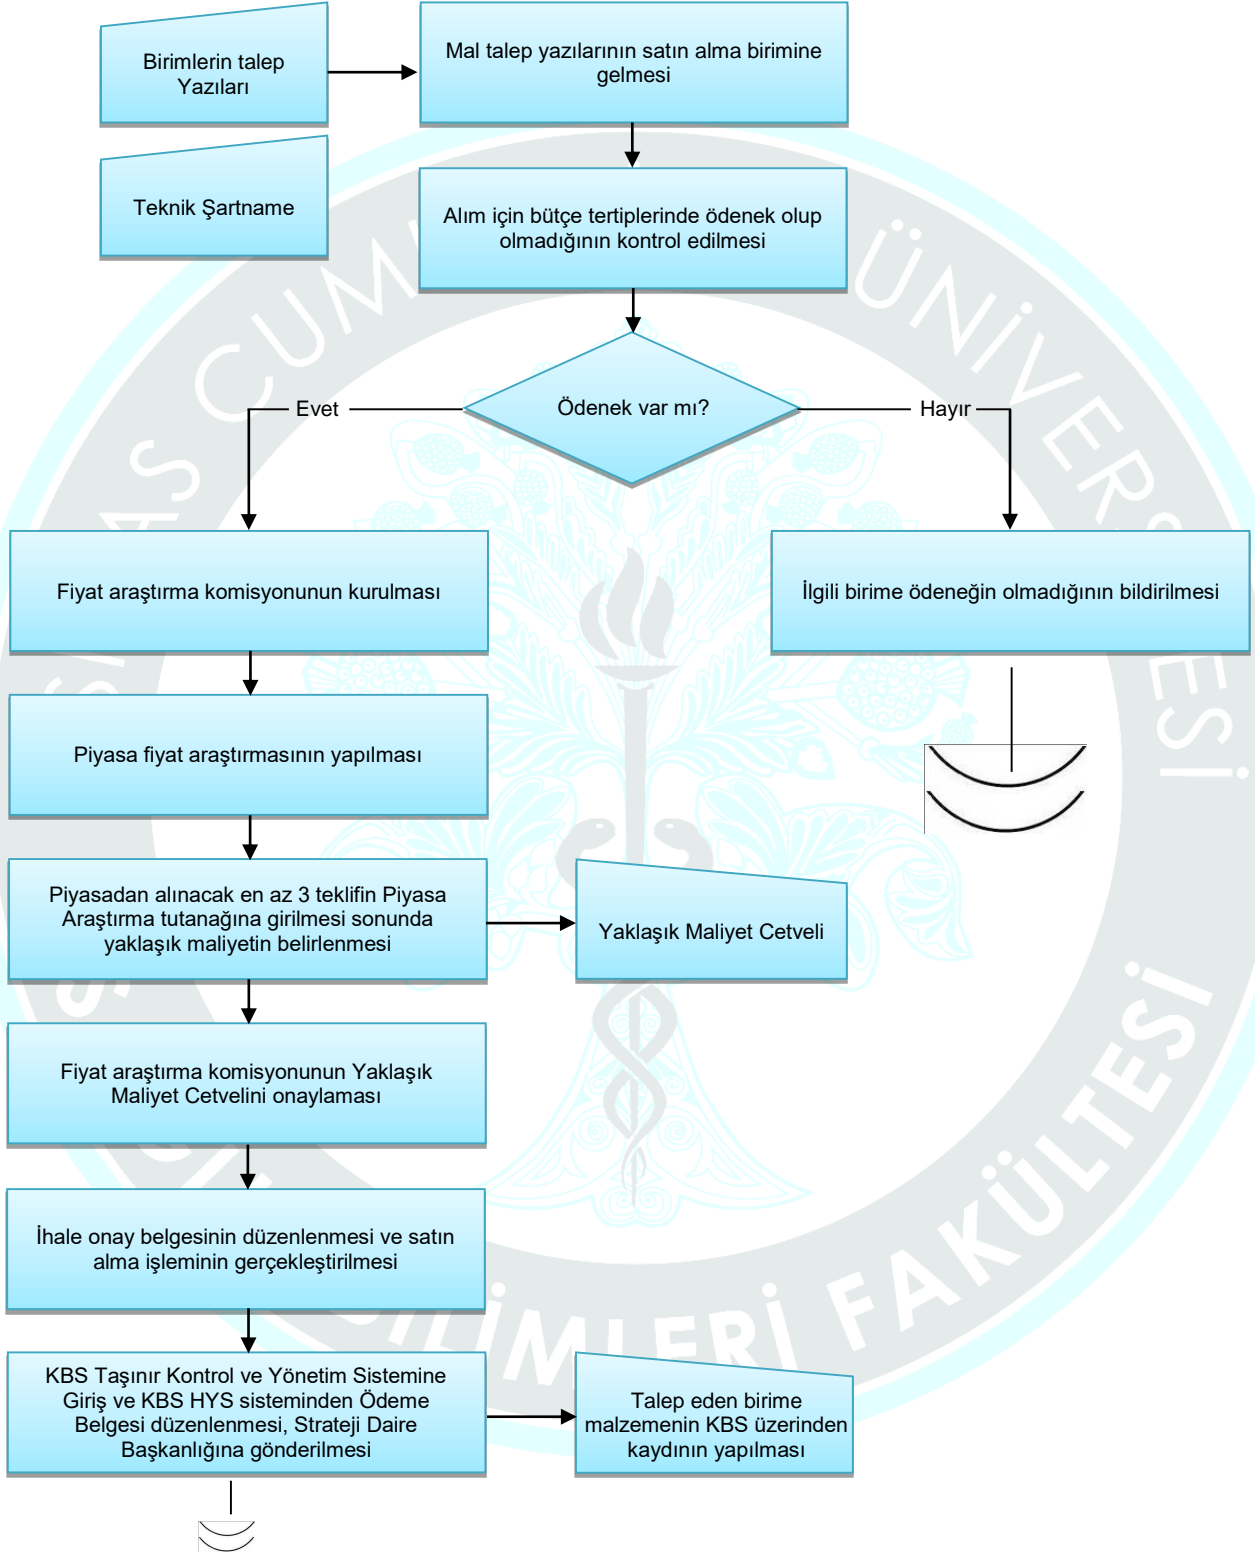 Birimlerin talep
Yazıları
Mal talep yazılarının satın alma birimine
gelmesi
Teknik Şartname
Alım için bütçe tertiplerinde ödenek olup
olmadığının kontrol edilmesi
Ödenek var mı?
Evet
Hayır
Fiyat araştırma komisyonunun kurulması
İlgili birime ödeneğin olmadığının bildirilmesi
Piyasa fiyat araştırmasının yapılması
Piyasadan alınacak en az 3 teklifin Piyasa
Araştırma tutanağına girilmesi sonunda
yaklaşık maliyetin belirlenmesi
Yaklaşık Maliyet Cetveli
Fiyat araştırma komisyonunun Yaklaşık
Maliyet Cetvelini onaylaması
İhale onay belgesinin düzenlenmesi ve satın
alma işleminin gerçekleştirilmesi
KBS Taşınır Kontrol ve Yönetim Sistemine
Giriş ve KBS HYS sisteminden Ödeme
Belgesi düzenlenmesi, Strateji Daire
Başkanlığına gönderilmesi
Talep eden birime
malzemenin KBS üzerinden
kaydının yapılması
FAKÜLTESİ